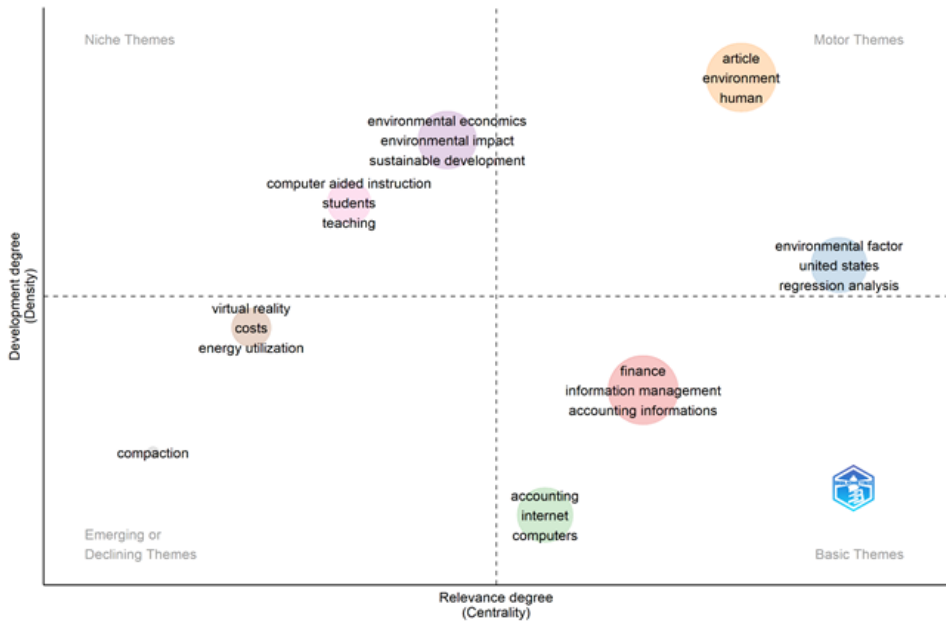 Niche Themes
Motor Themes
article
environment
human
environmental economics
environmental impact
sustainable development
computer aided instruction
students
teaching
environmental factor
united states
regression analysis
Development degree
(Density)
virtual reality
costs
energy utilization
finance
information management
accounting informations
compaction
accounting
internet
computers
Emerging or
Declining Themes
Basic Themes
Relevance degree
(Centrality)